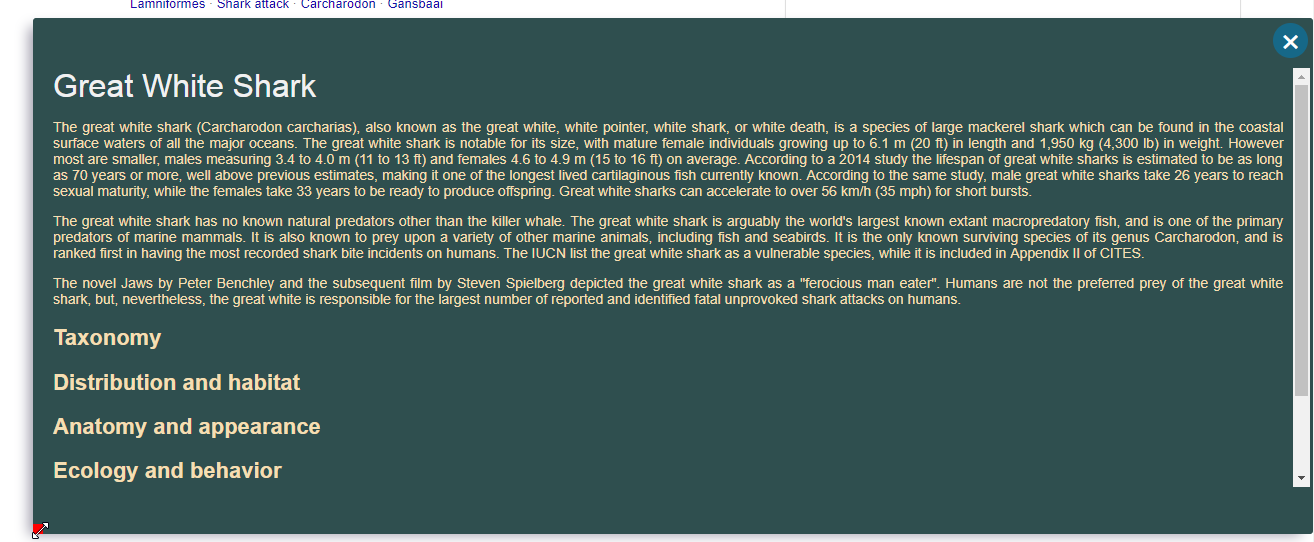 Lamniformes · Shark attack · Carcharodon · Gansbaai
Great White Shark
The great white shark (Carcharodon carcharias), also known as the great white, white pointer, white shark, or white death, is a species of large mackerel shark which can be found in the coastal
surface waters of all the major oceans. The great white shark is notable for its size, with mature female individuals growing up to 6.1 m (20 ft) in length and 1,950 kg (4,300 lb) in weight. However
most are smaller, males measuring 3.4 to 4.0 m (11 to 13 ft) and females 4.6 to 4.9 m (15 to 16 ft) on average. According to a 2014 study the lifespan of great white sharks is estimated to be as long
as 70 years or more, well above previous estimates, making it one of the longest lived cartilaginous fish currently known. According to the same study, male great white sharks take 26 years to reach
sexual maturity, while the females take 33 years to be ready to produce offspring. Great white sharks can accelerate to over 56 km/h (35 mph) for short bursts.
The great white shark has no known natural predators other than the killer whale. The great white shark is arguably the world's largest known extant macropredatory fish, and is one of the primary
predators of marine mammals. It is also known to prey upon a variety of other marine animals, including fish and seabirds. It is the only known surviving species of its genus Carcharodon, and is
ranked first in having the most recorded shark bite incidents on humans. The IUCN list the great white shark as a vulnerable species, while it is included in Appendix II of CITES.
The novel Jaws by Peter Benchley and the subsequent film by Steven Spielberg depicted the great white shark as a "ferocious man eater". Humans are not the preferred prey of the great white
shark, but, nevertheless, the great white is responsible for the largest number of reported and identified fatal unprovoked shark attacks on humans.
Taxonomy
Distribution and habitat
Anatomy and appearance
Ecology and behavior